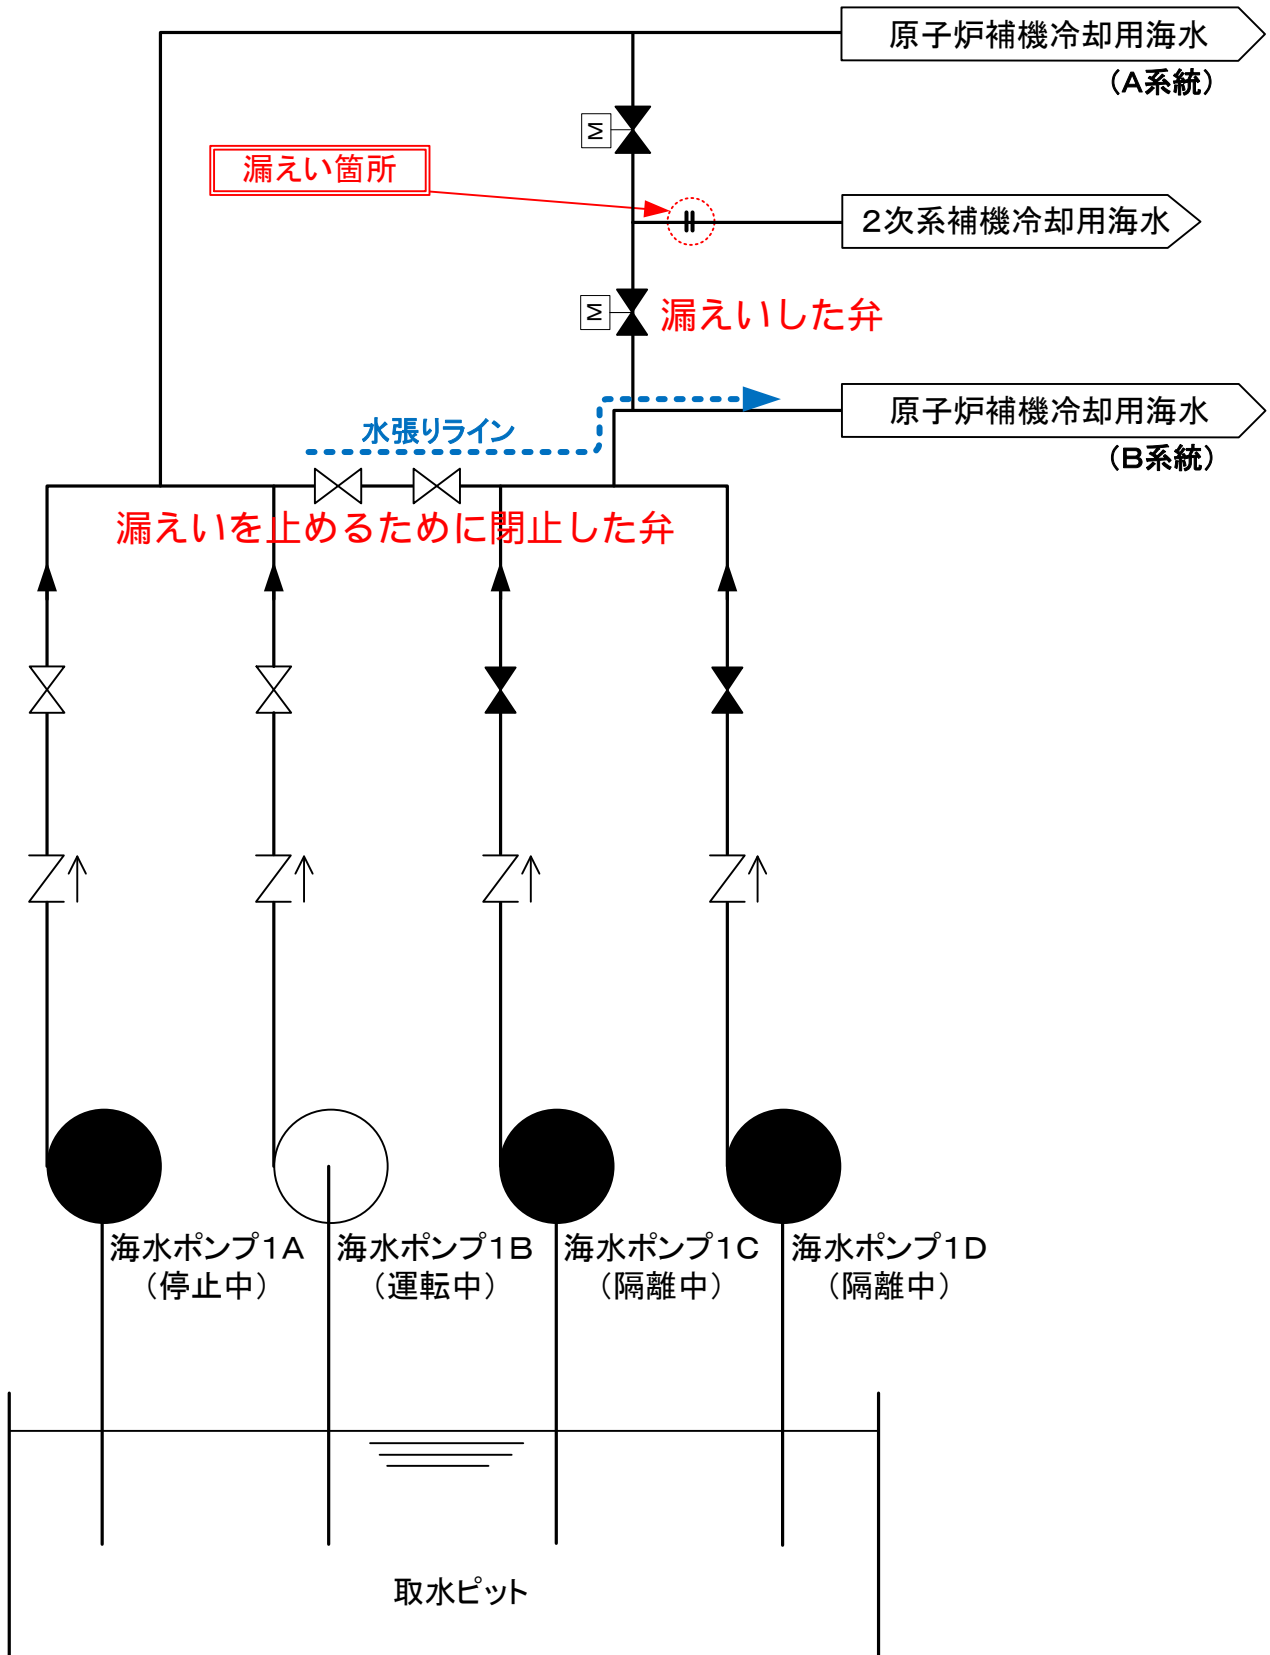 原子炉補機冷却用海水
（A系統）
M
漏えい箇所
2次系補機冷却用海水
M
漏えいした弁
原子炉補機冷却用海水
（B系統）
水張りライン
漏えいを止めるために閉止した弁
海水ポンプ1A
（停止中）
海水ポンプ1B
（運転中）
海水ポンプ1C
（隔離中）
海水ポンプ1D
（隔離中）
取水ピット